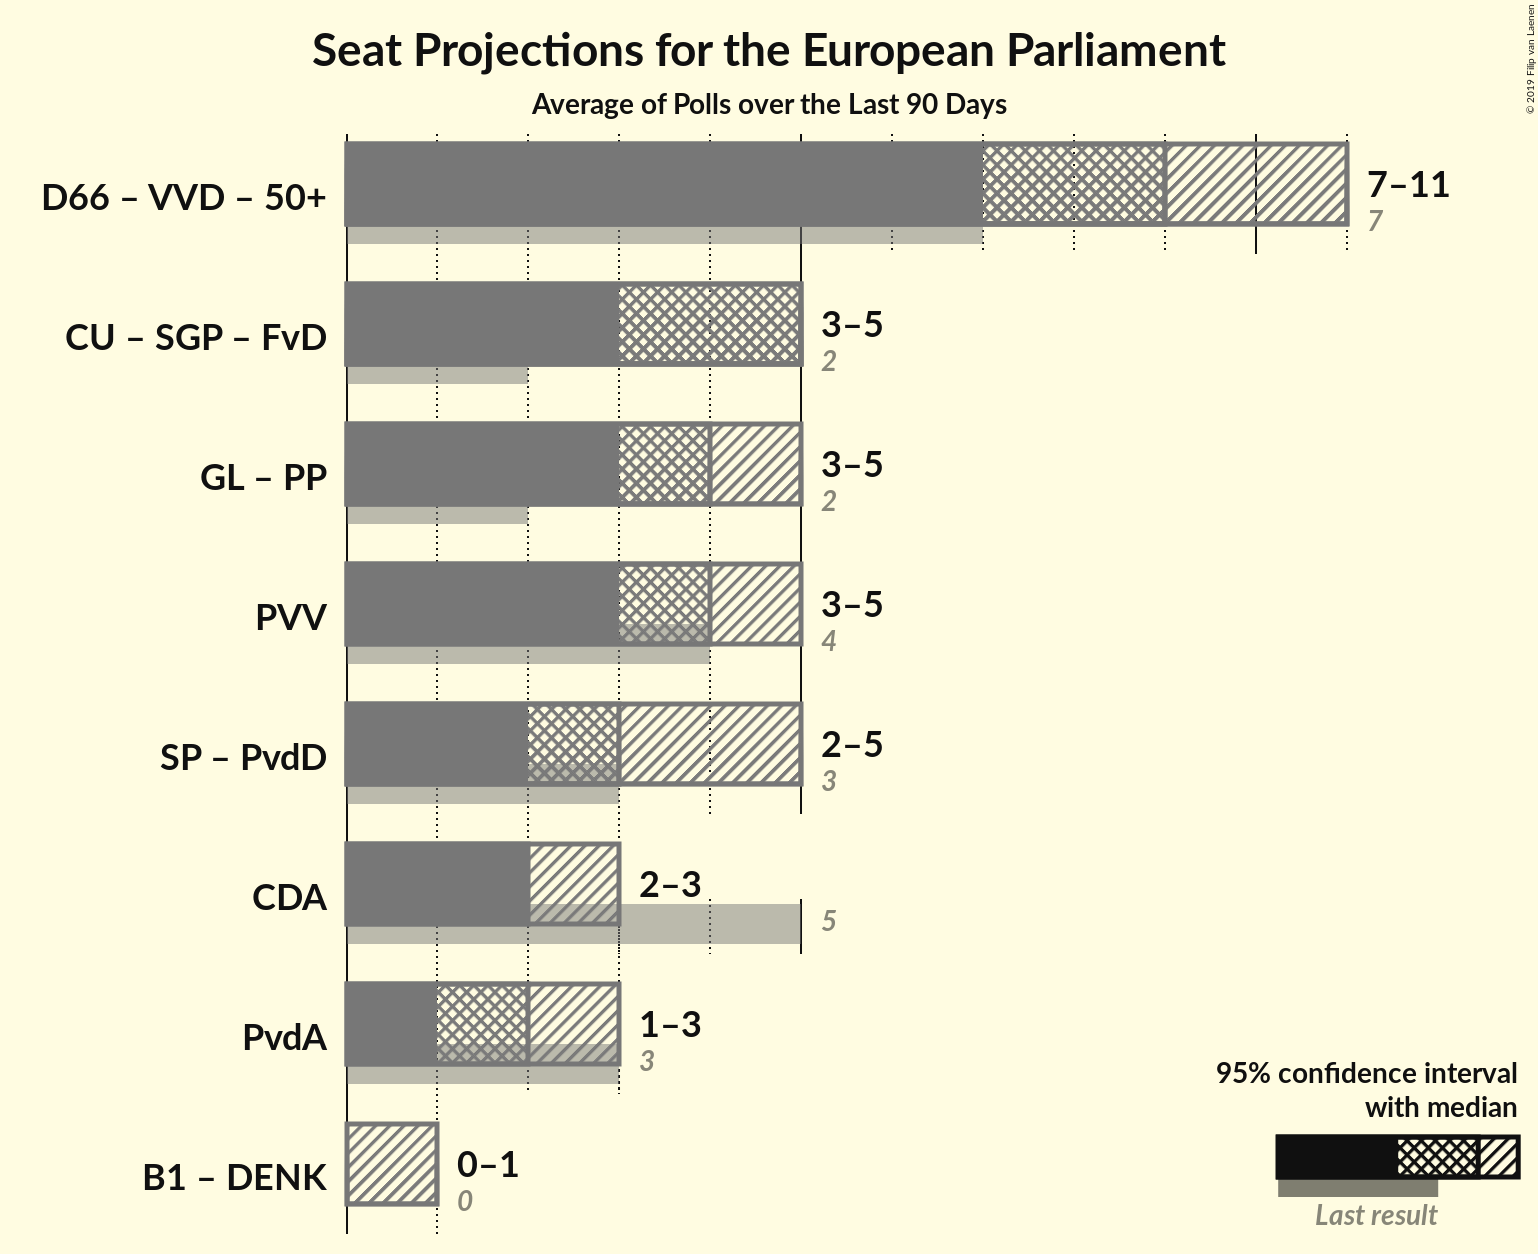 Seat Projections for the European Parliament
Average of Polls over the Last 90 Days
© 2019 Filip van Laenen
D66 – VVD – 50+
7–11
7
CU – SGP – FvD
3–5
2
GL – PP
3–5
2
PVV
3–5
4
SP – PvdD
2–5
3
CDA
2–3
5
PvdA
1–3
3
B1 – DENK
0–1
0
95% confidence interval
with median
Last result